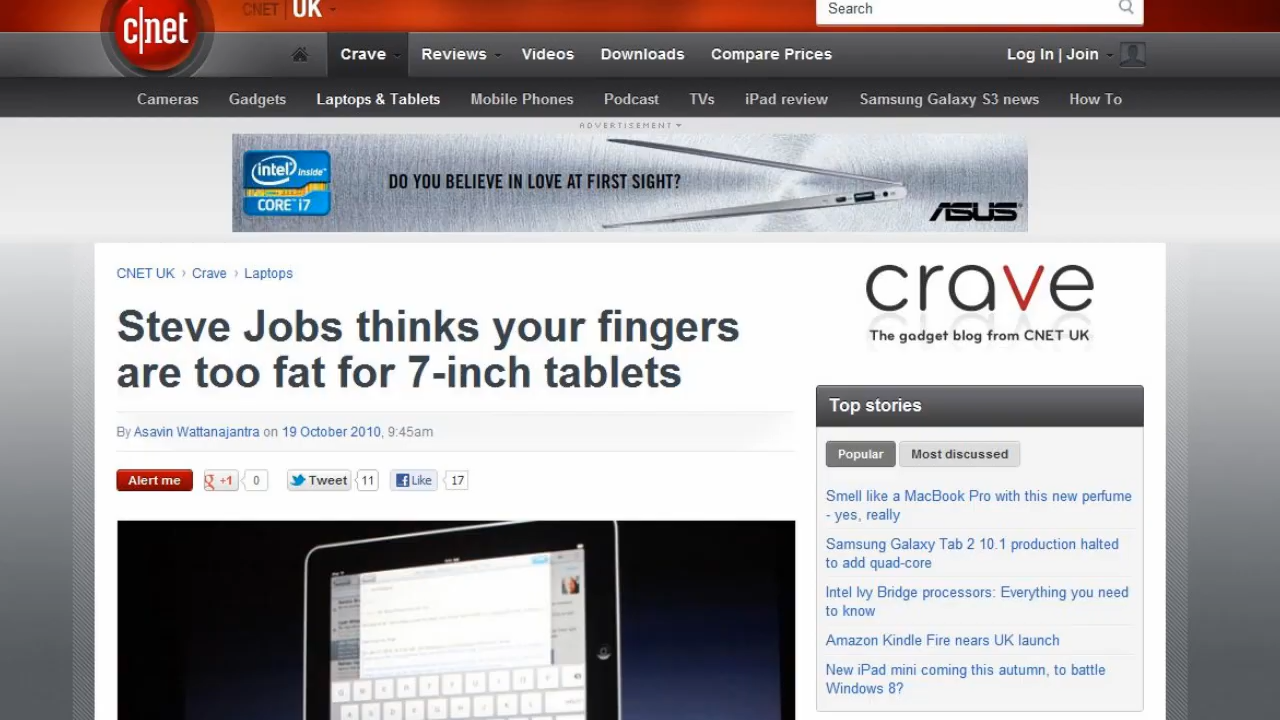 c|net
CNET UK
Search
Crave Reviews Videos Downloads Compare Prices Log In | Join
Cameras Gadgets Laptops & Tablets Mobile Phones Podcast TVs iPad review Samsung Galaxy S3 news How To
ADVERTISEMENT
intel inside
CORE i7
DO YOU BELIEVE IN LOVE AT FIRST SIGHT?
ASUS
CNET UK › Crave › Laptops
Steve Jobs thinks your fingers
are too fat for 7-inch tablets
By Asavin Wattanajantra on 19 October 2010, 9:45am
Alert me +1 0 Tweet 11 Like 17
crave
The gadget blog from CNET UK
Top stories
Popular Most discussed
Smell like a MacBook Pro with this new perfume
- yes, really
Samsung Galaxy Tab 2 10.1 production halted
to add quad-core
Intel Ivy Bridge processors: Everything you need
to know
Amazon Kindle Fire nears UK launch
New iPad mini coming this autumn, to battle
Windows 8?